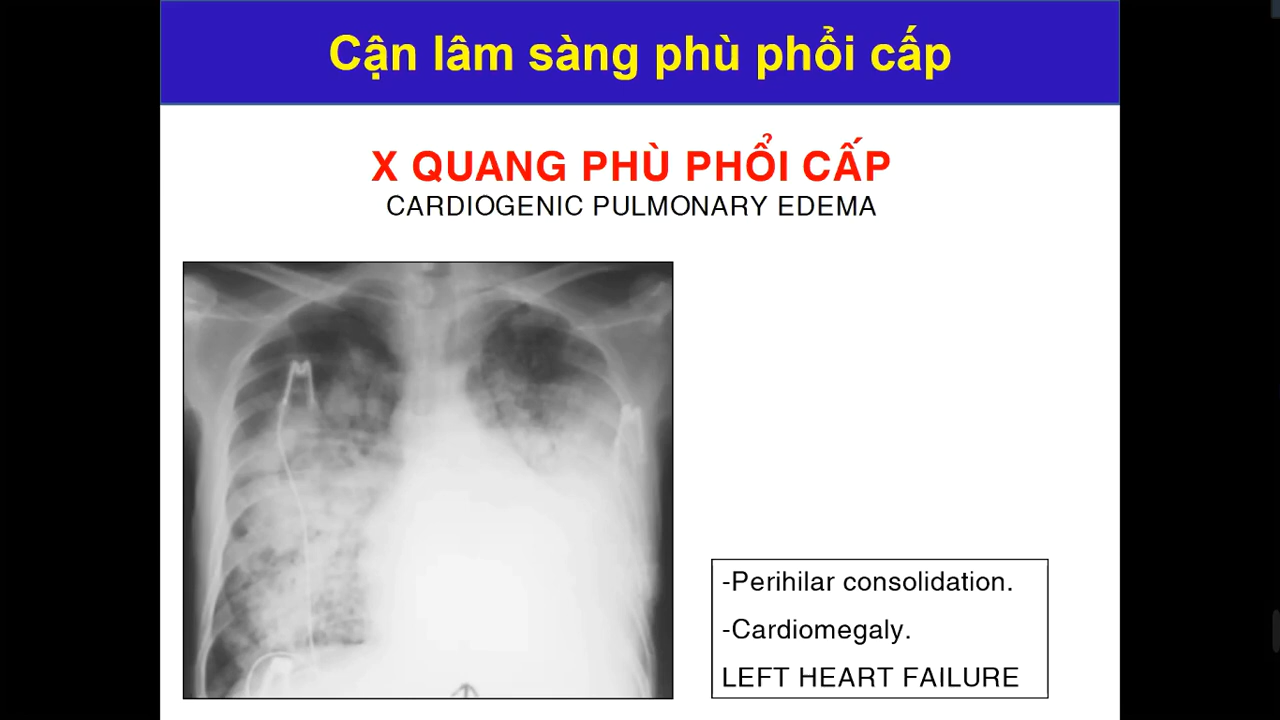 Cận lâm sàng phù phổi cấp
X QUANG PHÙ PHỔI CẤP
CARDIOGENIC PULMONARY EDEMA
-Perihilar consolidation.
-Cardiomegaly.
LEFT HEART FAILURE